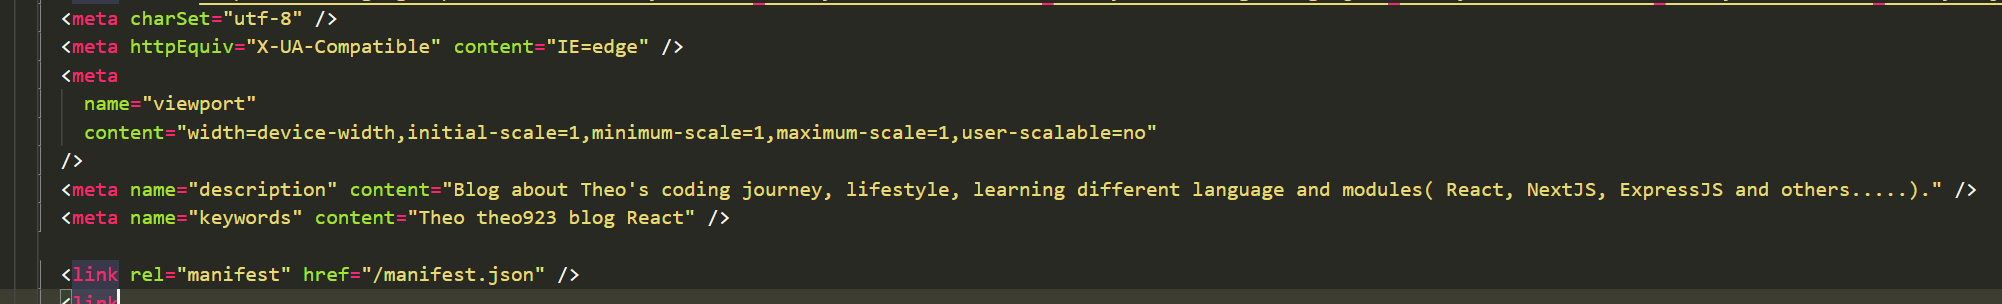 <meta charSet="utf-8" />
<meta httpEquiv="X-UA-Compatible" content="IE=edge" />
<meta
name="viewport"
content="width=device-width,initial-scale=1,minimum-scale=1,maximum-scale=1,user-scalable=no"
/>
<meta name="description" content="Blog about Theo's coding journey, lifestyle, learning different language and modules( React, NextJS, ExpressJS and others.....)." />
<meta name="keywords" content="Theo theo923 blog React" />
<link rel="manifest" href="/manifest.json" />
<link